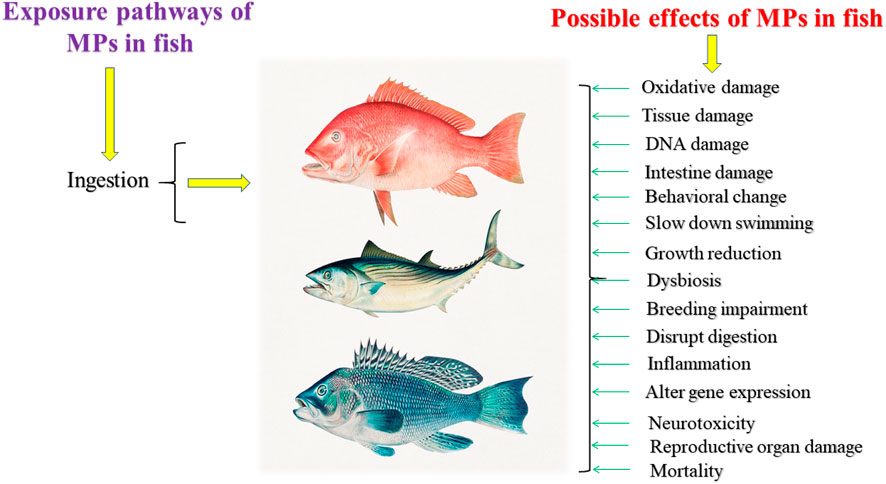 Exposure pathways of
MPs in fish
Ingestion
Possible effects of MPs in fish
Oxidative damage
Tissue damage
DNA damage
Intestine damage
Behavioral change
Slow down swimming
Growth reduction
Dysbiosis
Breeding impairment
Disrupt digestion
Inflammation
Alter gene expression
Neurotoxicity
Reproductive organ damage
Mortality